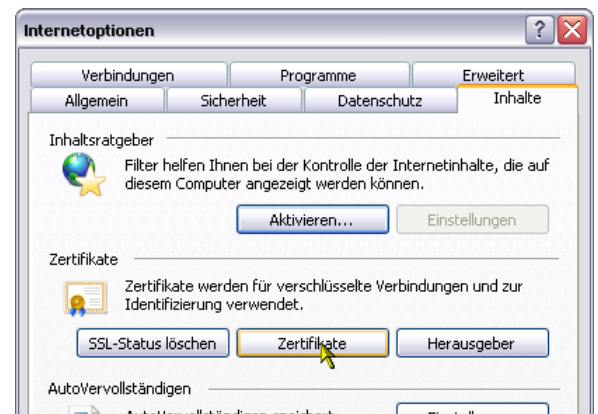 Internetoptionen
Verbindungen Programme Erweitert
Allgemein Sicherheit Datenschutz Inhalte
Inhaltsratgeber
Filter helfen Ihnen bei der Kontrolle der Internetinhalte, die auf
diesem Computer angezeigt werden können.
Aktivieren... Einstellungen
Zertifikate
Zertifikate werden für verschlüsselte Verbindungen und zur
Identifizierung verwendet.
SSL-Status löschen Zertifikate Herausgeber
AutoVervollständigen